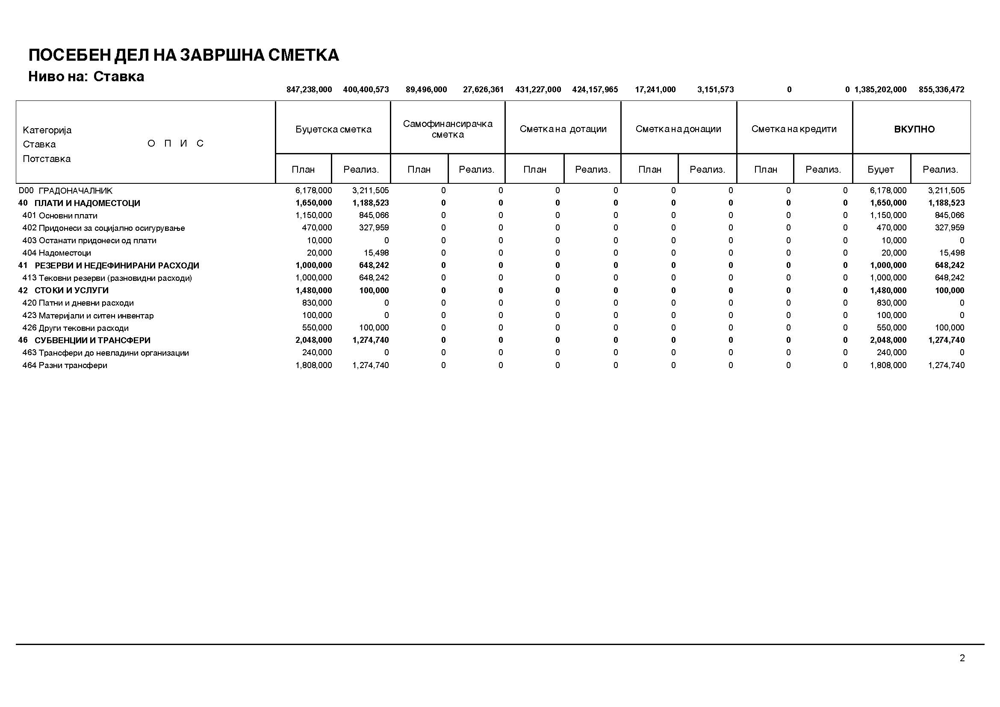 ПОСЕБЕН ДЕЛ НА ЗАВРШНА СМЕТКА
Ниво на: Ставка
847,238,000 400,400,573 89,496,000 27,626,361 431,227,000 424,157,965 17,241,000 3,151,573 0 0 1,385,202,000 855,336,472
Категорија
Ставка О П И С
Потставка
Буџетска сметка
Самофинансирачка
сметка
Сметка на дотации
Сметка на донации
Сметка на кредити
ВКУПНО
План Реализ. План Реализ. План Реализ. План Реализ. План Реализ. Буџет Реализ.
D00 ГРАДОНАЧАЛНИК 6,178,000 3,211,505 0 0 0 0 0 0 0 0 6,178,000 3,211,505
40 ПЛАТИ И НАДОМЕСТОЦИ 1,650,000 1,188,523 0 0 0 0 0 0 0 0 1,650,000 1,188,523
401 Основни плати 1,150,000 845,066 0 0 0 0 0 0 0 0 1,150,000 845,066
402 Придонеси за социјално осигурување 470,000 327,959 0 0 0 0 0 0 0 0 470,000 327,959
403 Останати придонеси од плати 10,000 0 0 0 0 0 0 0 0 0 10,000 0
404 Надоместоци 20,000 15,498 0 0 0 0 0 0 0 0 20,000 15,498
41 РЕЗЕРВИ И НЕДЕФИНИРАНИ РАСХОДИ 1,000,000 648,242 0 0 0 0 0 0 0 0 1,000,000 648,242
413 Тековни резерви (разновидни расходи) 1,000,000 648,242 0 0 0 0 0 0 0 0 1,000,000 648,242
42 СТОКИ И УСЛУГИ 1,480,000 100,000 0 0 0 0 0 0 0 0 1,480,000 100,000
420 Патни и дневни расходи 830,000 0 0 0 0 0 0 0 0 0 830,000 0
423 Материјали и ситен инвентар 100,000 0 0 0 0 0 0 0 0 0 100,000 0
426 Други тековни расходи 550,000 100,000 0 0 0 0 0 0 0 0 550,000 100,000
46 СУБВЕНЦИИ И ТРАНСФЕРИ 2,048,000 1,274,740 0 0 0 0 0 0 0 0 2,048,000 1,274,740
463 Трансфери до невладини организации 240,000 0 0 0 0 0 0 0 0 0 240,000 0
464 Разни трансфери 1,808,000 1,274,740 0 0 0 0 0 0 0 0 1,808,000 1,274,740
2